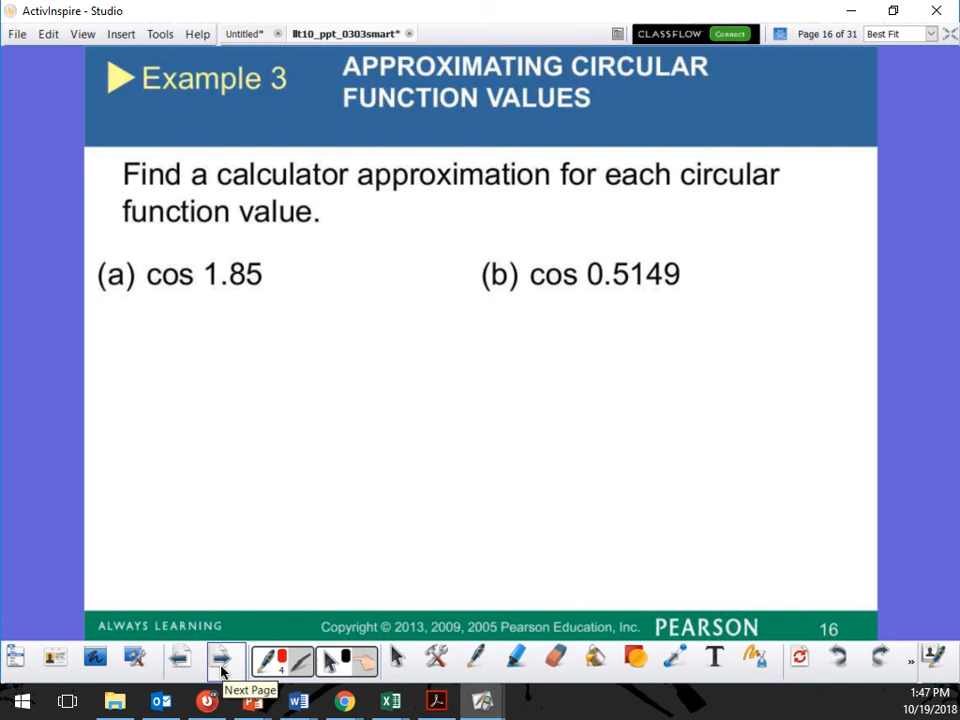 ActivInspire - Studio
File Edit View Insert Tools Help Untitled* llt10_ppt_0303smart* CLASSFLOW Connect Page 16 of 31 Best Fit
Example 3
APPROXIMATING CIRCULAR
FUNCTION VALUES
Find a calculator approximation for each circular
function value.
(a) cos 1.85 (b) cos 0.5149
ALWAYS LEARNING Copyright © 2013, 2009, 2005 Pearson Education, Inc. PEARSON 16
4
T
»
Next Page
1:47 PM
10/19/2018